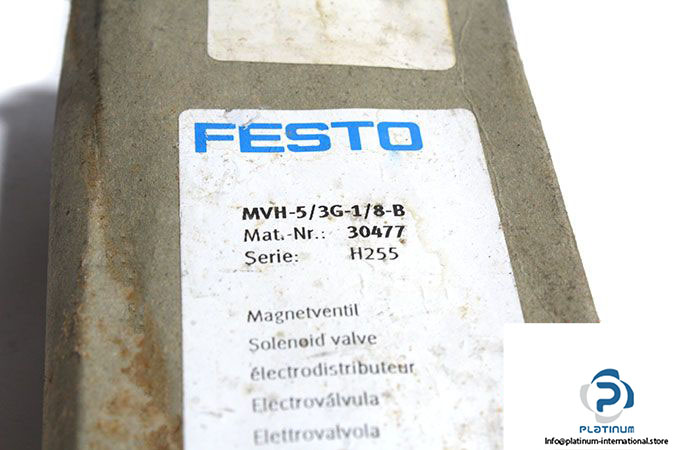 FESTO
MVH-5/3G-1/8-B
Mat.-Nr.: 30477
Serie: H255
Magnetventil
Solenoid valve
électrodistributeur
Electroválvula
Elettrovalvola
PLATINUM
Info@platinum-international.store